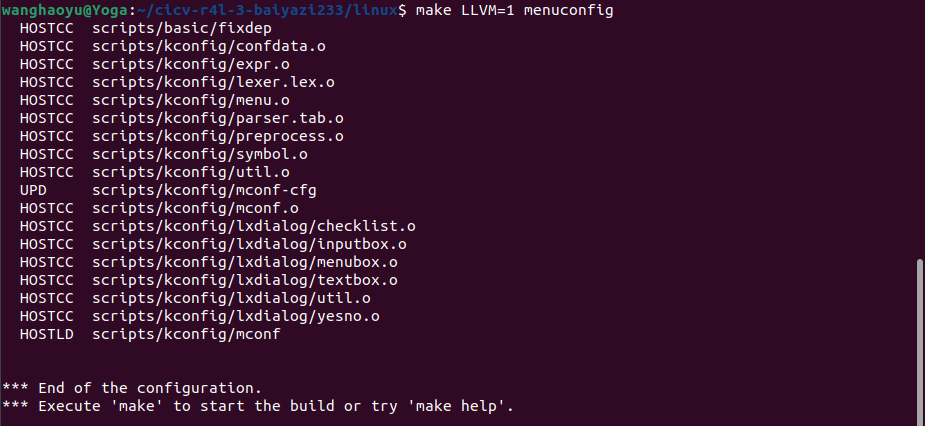 wanghaoyu@Yoga:~/cicv-r4l-3-baiyazi233/linux$ make LLVM=1 menuconfig
HOSTCC scripts/basic/fixdep
HOSTCC scripts/kconfig/confdata.o
HOSTCC scripts/kconfig/expr.o
HOSTCC scripts/kconfig/lexer.lex.o
HOSTCC scripts/kconfig/menu.o
HOSTCC scripts/kconfig/parser.tab.o
HOSTCC scripts/kconfig/preprocess.o
HOSTCC scripts/kconfig/symbol.o
HOSTCC scripts/kconfig/util.o
UPD scripts/kconfig/mconf-cfg
HOSTCC scripts/kconfig/mconf.o
HOSTCC scripts/kconfig/lxdialog/checklist.o
HOSTCC scripts/kconfig/lxdialog/inputbox.o
HOSTCC scripts/kconfig/lxdialog/menubox.o
HOSTCC scripts/kconfig/lxdialog/textbox.o
HOSTCC scripts/kconfig/lxdialog/util.o
HOSTCC scripts/kconfig/lxdialog/yesno.o
HOSTLD scripts/kconfig/mconf
*** End of the configuration.
*** Execute 'make' to start the build or try 'make help'.